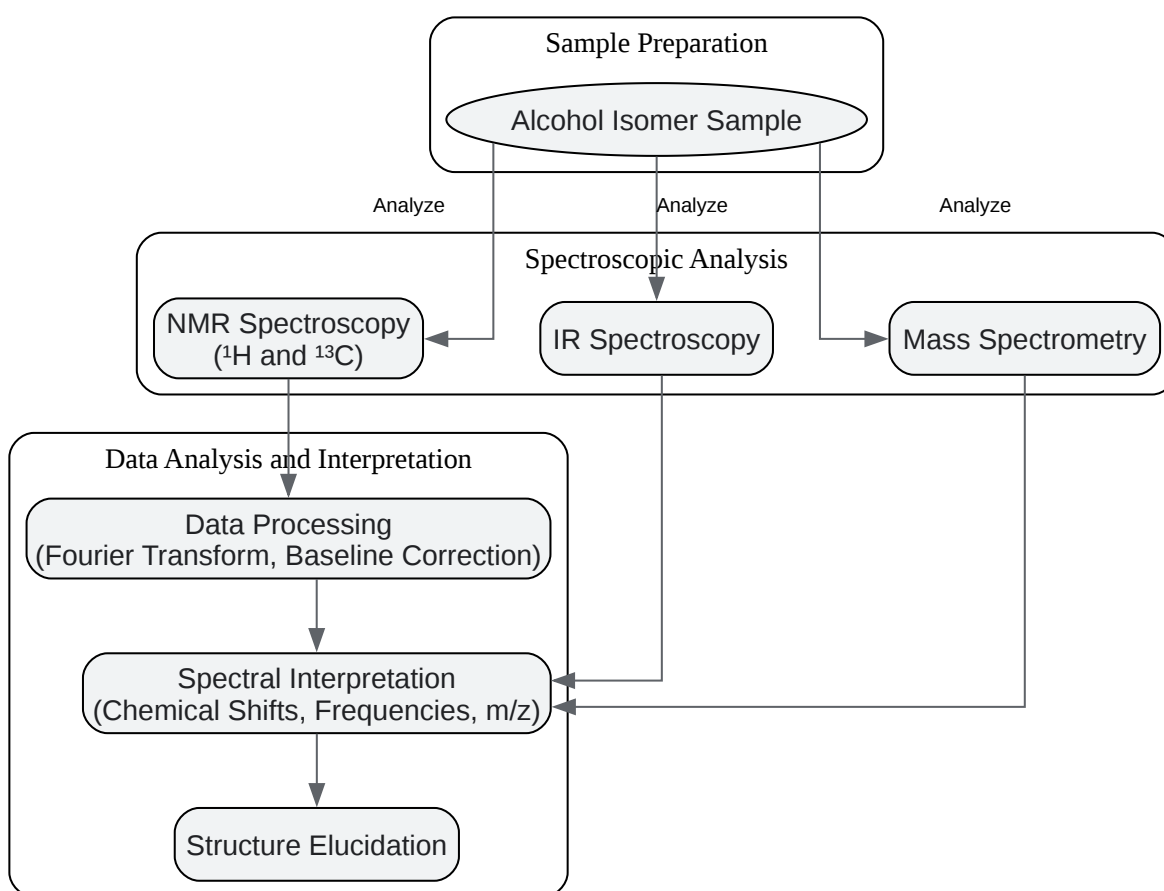 Sample Preparation
Alcohol Isomer Sample
Analyze
Analyze
Analyze
Spectroscopic Analysis
NMR Spectroscopy
(¹H and ¹³C)
IR Spectroscopy
Mass Spectrometry
Data Analysis and Interpretation
Data Processing
(Fourier Transform, Baseline Correction)
Spectral Interpretation
(Chemical Shifts, Frequencies, m/z)
Structure Elucidation